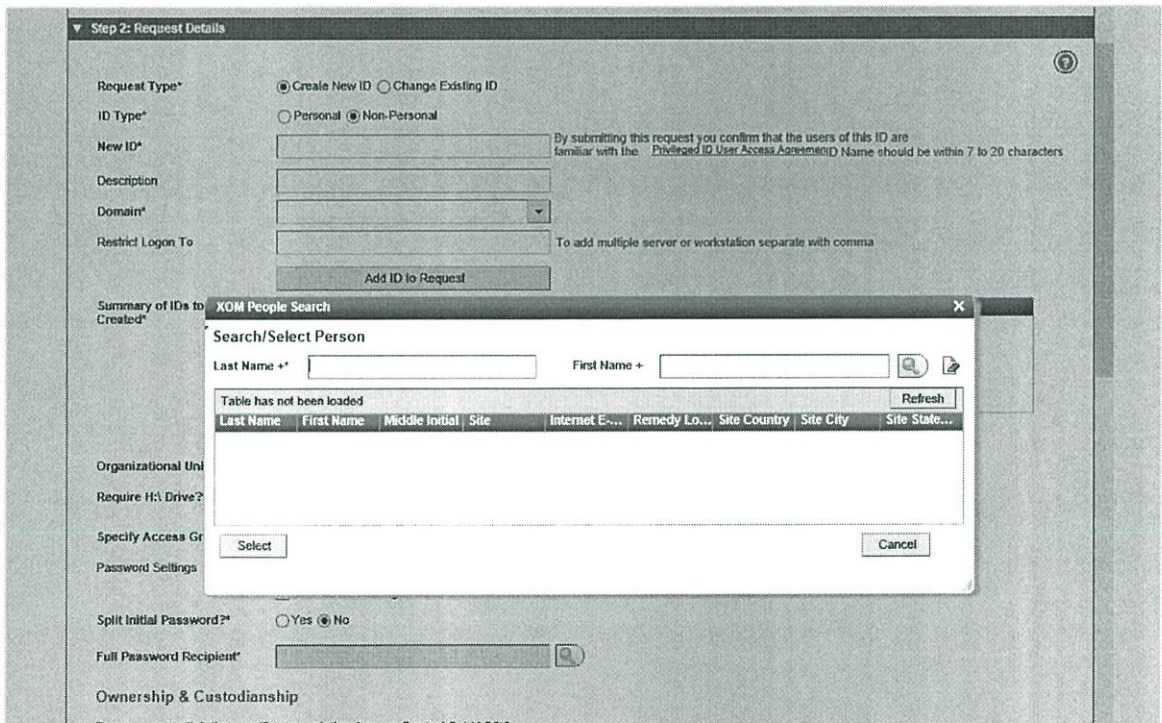 Step 2: Request Details
Request Type* Create New ID Change Existing ID
ID Type* Personal Non-Personal
New ID* By submitting this request you confirm that the users of this ID are
familiar with the Privileged ID User Access Agreemen ID Name should be within 7 to 20 characters
Description
Domain*
Restrict Logon To To add multiple server or workstation separate with comma
Add ID to Request
Summary of IDs to
Created*
XOM People Search
Search/Select Person
Last Name +* First Name +
Table has not been loaded Refresh
Last Name First Name Middle Initial Site Internet E-... Remedy Lo... Site Country Site City Site State...
Organizational Uni
Require H:\ Drive?
Specify Access Gr
Select Cancel
Password Settings
Split Initial Password?* Yes No
Full Password Recipient*
Ownership & Custodianship